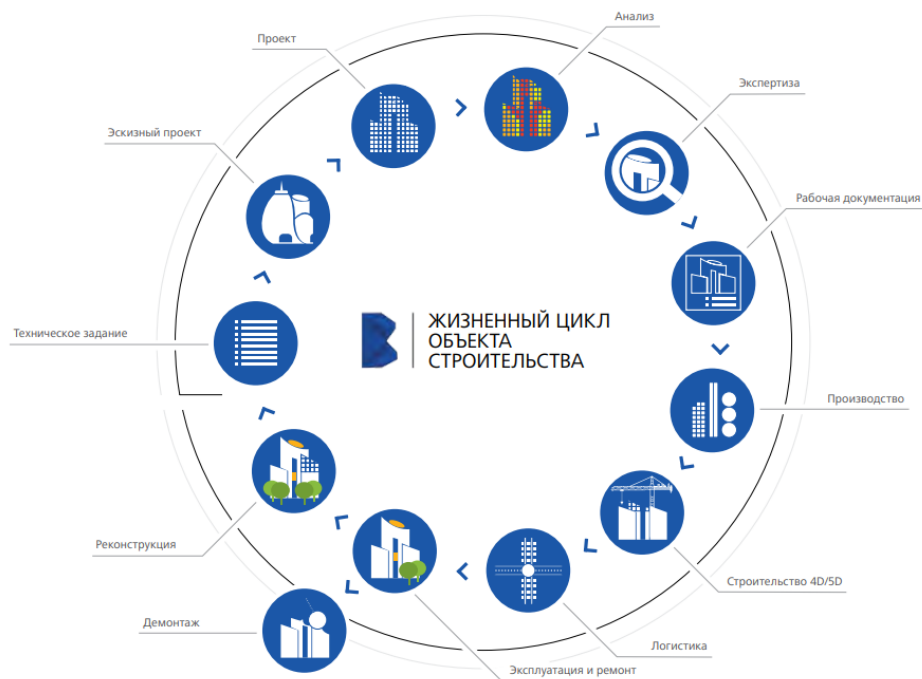 Анализ
Проект
Экспертиза
Эскизный проект
Рабочая документация
Техническое задание
ЖИЗНЕННЫЙ ЦИКЛ
ОБЪЕКТА
СТРОИТЕЛЬСТВА
Производство
Реконструкция
Строительство 4D/5D
Демонтаж
Логистика
Эксплуатация и ремонт